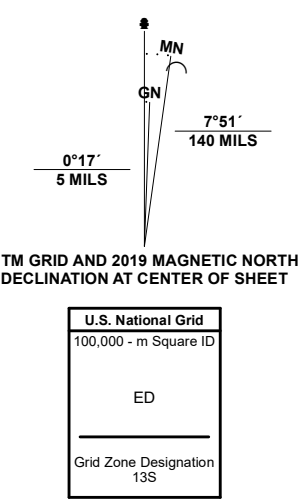 MN
GN
7°51´
140 MILS
0°17´
5 MILS
TM GRID AND 2019 MAGNETIC NORTH
DECLINATION AT CENTER OF SHEET
U.S. National Grid
100,000 - m Square ID
ED
Grid Zone Designation
13S